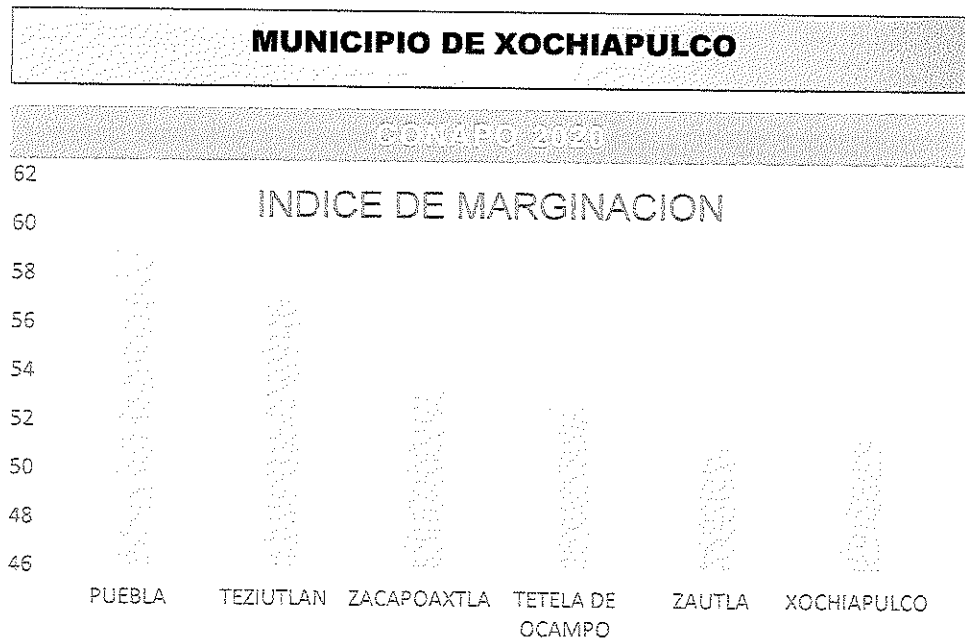 MUNICIPIO DE XOCHIAPULCO
CONAPO 2020
INDICE DE MARGINACION
62
60
58
56
54
52
50
48
46
PUEBLA
TEZIUTLAN
ZACAPOAXTLA
TETELA DE
OCAMPO
ZAUTLA
XOCHIAPULCO